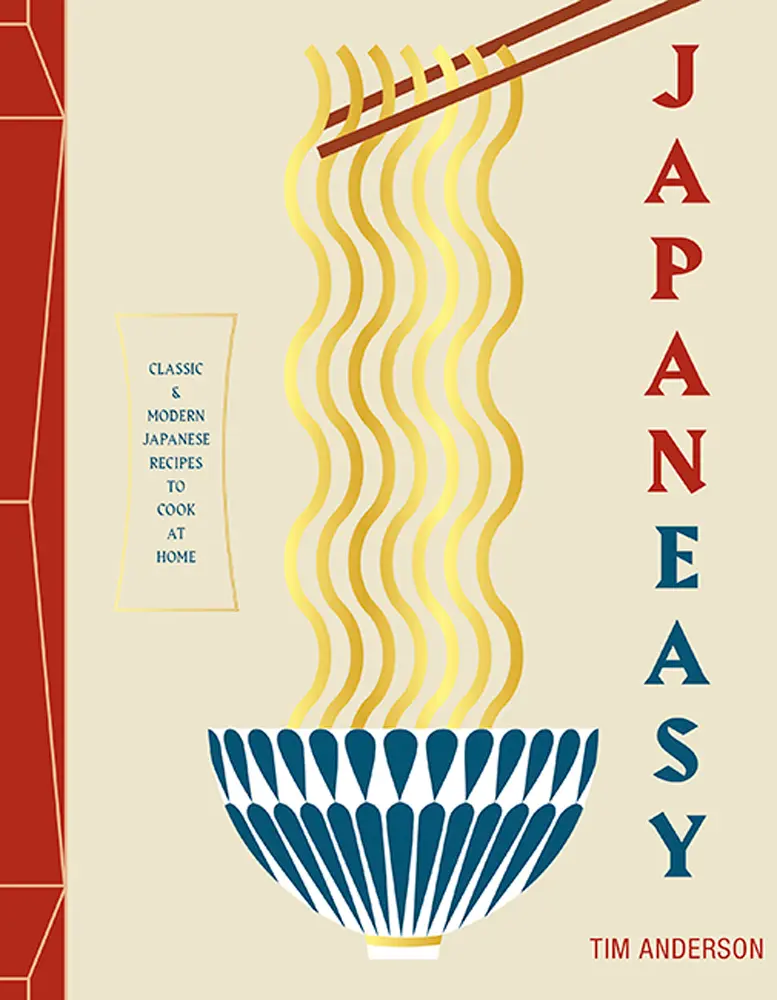 JAPANEASY
CLASSIC
&
MODERN
JAPANESE
RECIPES
TO
COOK
AT
HOME
TIM ANDERSON